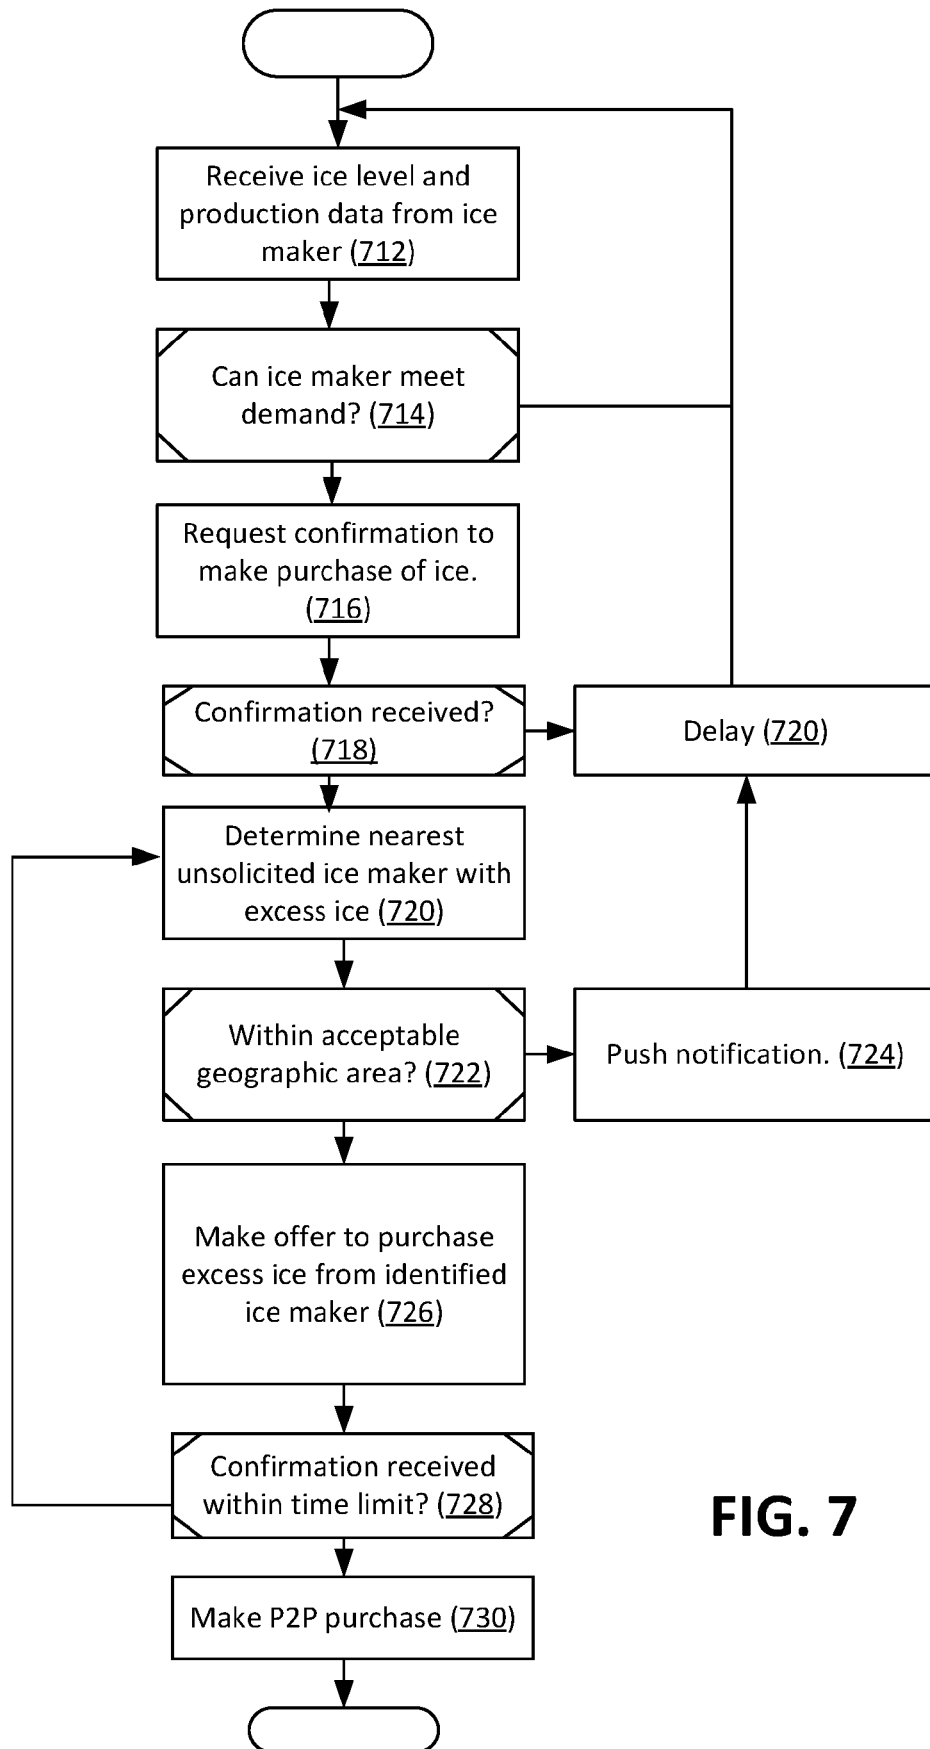 Receive ice level and
production data from ice
maker (712)
Can ice maker meet
demand? (714)
Request confirmation to
make purchase of ice.
(716)
Confirmation received?
(718)
Delay (720)
Determine nearest
unsolicited ice maker with
excess ice (720)
Within acceptable
geographic area? (722)
Push notification. (724)
Make offer to purchase
excess ice from identified
ice maker (726)
Confirmation received
within time limit? (728)
FIG. 7
Make P2P purchase (730)